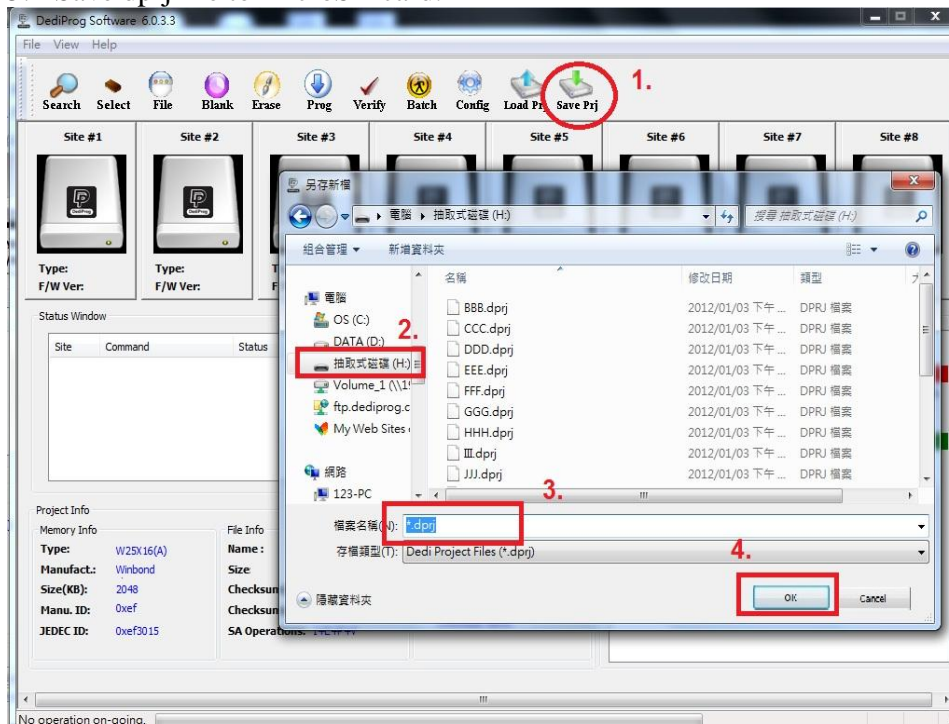 DediProg Software 6.0.3.3
File View Help
1.
Search Select File Blank Erase Prog Verify Batch Config Load Prj Save Prj
Site #1 Site #2 Site #3 Site #4 Site #5 Site #6 Site #7 Site #8
DediProg DediProg
Type: Type:
F/W Ver: F/W Ver:
另存新檔
電腦 抽取式磁碟 (H:)
搜尋 抽取式磁碟 (H:)
組合管理 新增資料夾
名稱 修改日期 類型
電腦
OS (C:)
2.
DATA (D:)
抽取式磁碟 (H:)
Volume_1
ftp.dediprog.c
My Web Sites
網路
123-PC
BBB.dprj 2012/01/03 下午 ... DPRJ 檔案
CCC.dprj 2012/01/03 下午 ... DPRJ 檔案
DDD.dprj 2012/01/03 下午 ... DPRJ 檔案
EEE.dprj 2012/01/03 下午 ... DPRJ 檔案
FFF.dprj 2012/01/03 下午 ... DPRJ 檔案
GGG.dprj 2012/01/03 下午 ... DPRJ 檔案
HHH.dprj 2012/01/03 下午 ... DPRJ 檔案
III.dprj 2012/01/03 下午 ... DPRJ 檔案
JJJ.dprj 2012/01/03 下午 ... DPRJ 檔案
3.
檔案名稱(N): *.dprj
存檔類型(T): Dedi Project Files (*.dprj)
4.
隱藏資料夾
OK Cancel
Status Window
Site Command Status
Project Info
Memory Info
Type: W25X16(A)
Manufact.: Winbond
Size(KB): 2048
Manu. ID: 0xef
JEDEC ID: 0xef3015
File Info
Name :
Size
Checksum
Checksum
SA Operations:
No operation on-going.